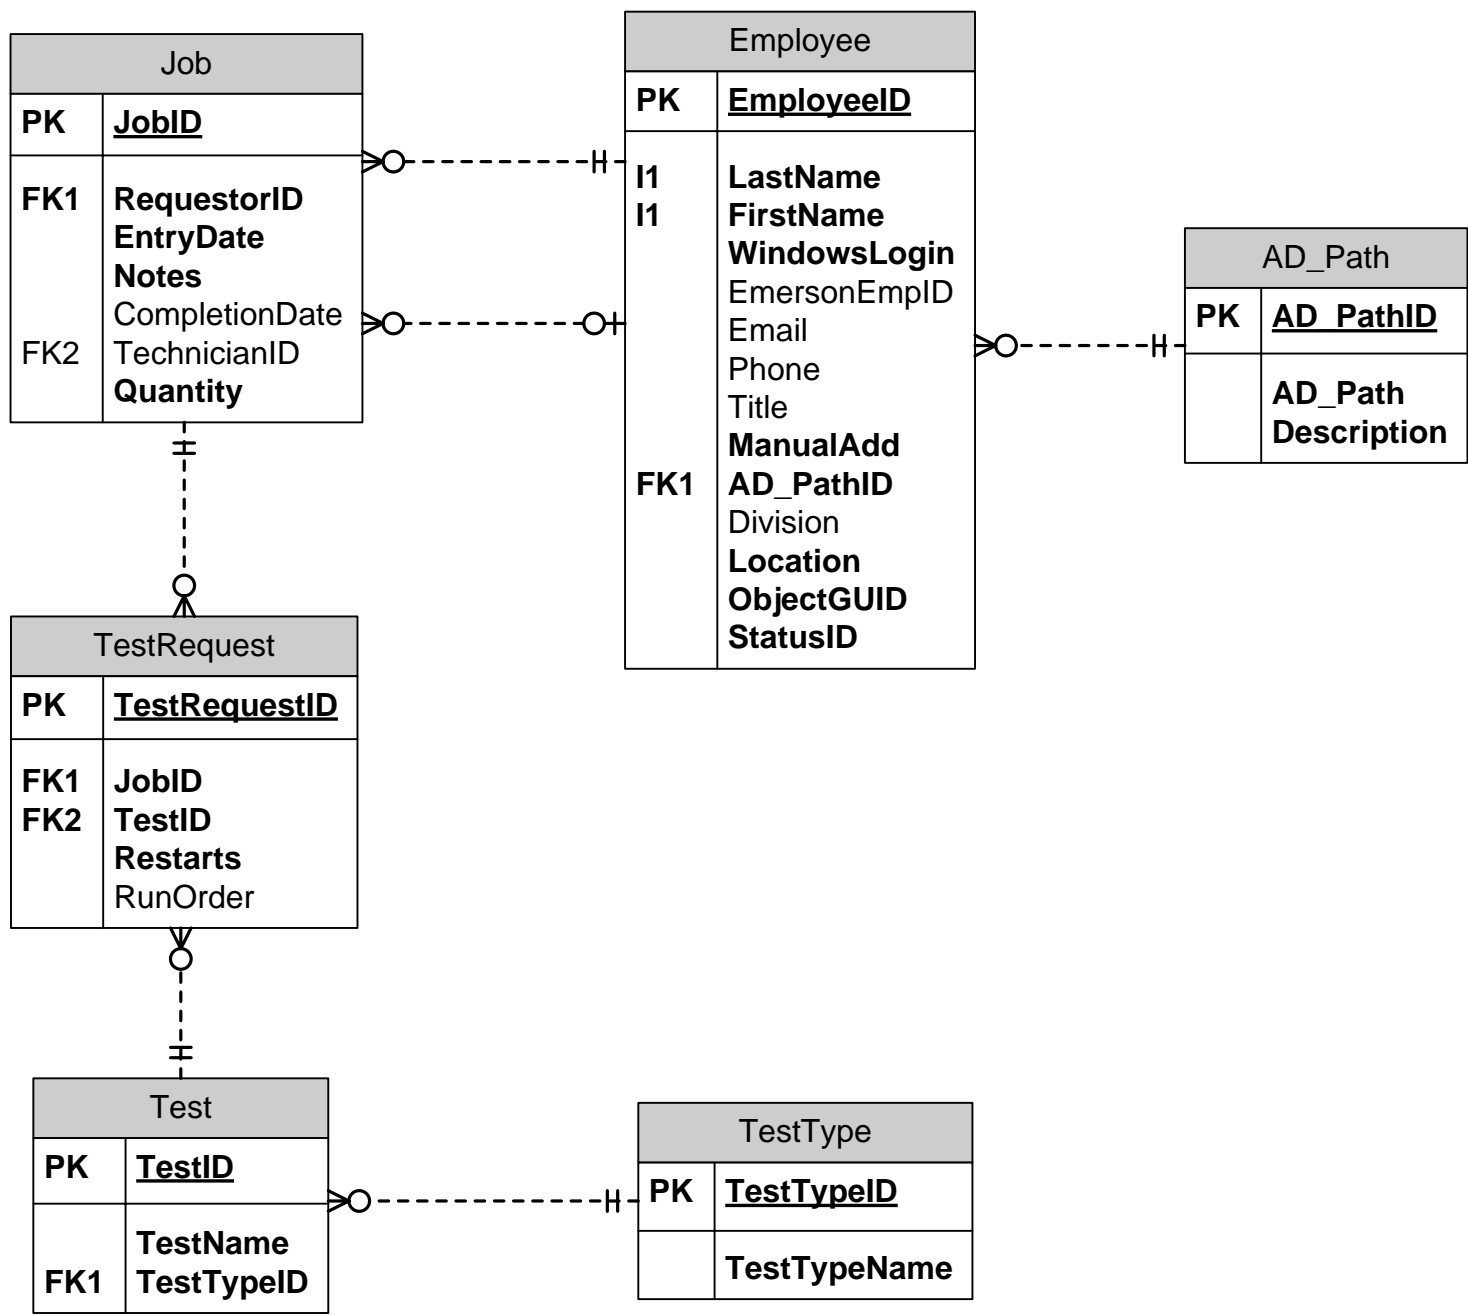 Job
PK JobID
FK1 RequestorID
EntryDate
Notes
CompletionDate
FK2 TechnicianID
Quantity
Employee
PK EmployeeID
I1 LastName
I1 FirstName
WindowsLogin
EmersonEmpID
Email
Phone
Title
ManualAdd
FK1 AD_PathID
Division
Location
ObjectGUID
StatusID
AD_Path
PK AD_PathID
AD_Path
Description
TestRequest
PK TestRequestID
FK1 JobID
FK2 TestID
Restarts
RunOrder
Test
PK TestID
TestName
FK1 TestTypeID
TestType
PK TestTypeID
TestTypeName